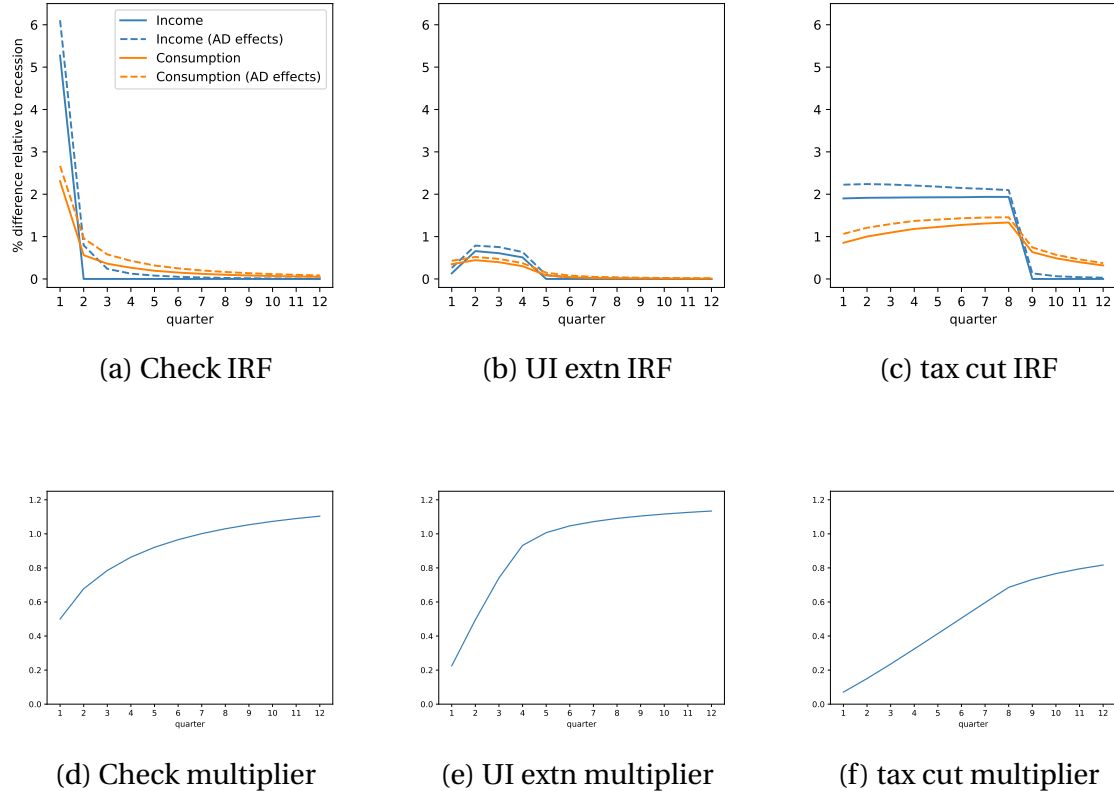 % difference relative to recession
6
5
4
3
2
1
0
Income
Income (AD effects)
Consumption
Consumption (AD effects)
1 2 3 4 5 6 7 8 9 10 11 12
quarter
(a) Check IRF
6
5
4
3
2
1
0
1 2 3 4 5 6 7 8 9 10 11 12
quarter
(b) UI extn IRF
6
5
4
3
2
1
0
1 2 3 4 5 6 7 8 9 10 11 12
quarter
(c) tax cut IRF
1.2
1.0
0.8
0.6
0.4
0.2
0.0
1 2 3 4 5 6 7 8 9 10 11 12
quarter
(d) Check multiplier
1.2
1.0
0.8
0.6
0.4
0.2
0.0
1 2 3 4 5 6 7 8 9 10 11 12
quarter
(e) UI extn multiplier
1.2
1.0
0.8
0.6
0.4
0.2
0.0
1 2 3 4 5 6 7 8 9 10 11 12
quarter
(f) tax cut multiplier